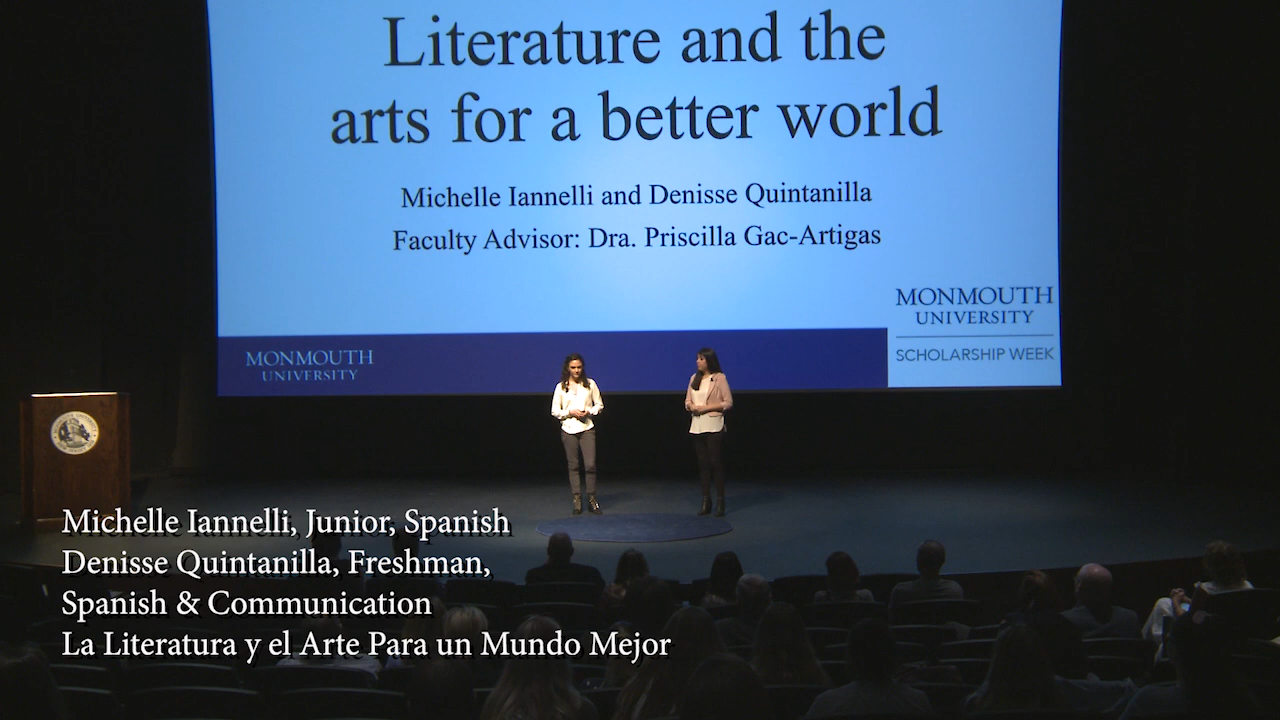 Literature and the
arts for a better world
Michelle Iannelli and Denisse Quintanilla
Faculty Advisor: Dra. Priscilla Gac-Artigas
MONMOUTH
UNIVERSITY
SCHOLARSHIP WEEK
MONMOUTH
UNIVERSITY
Michelle Iannelli, Junior, Spanish
Denisse Quintanilla, Freshman,
Spanish & Communication
La Literatura y el Arte Para un Mundo Mejor